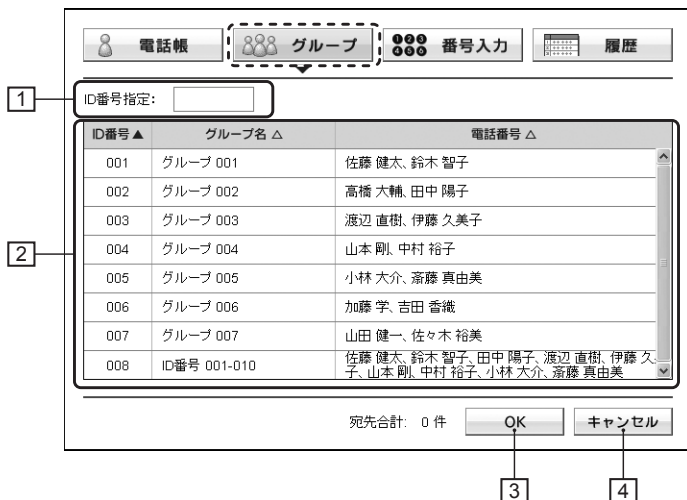 電話帳 グループ 番号入力 履歴
1 ID番号指定:
ID番号▲ グループ名 △ 電話番号 △
001 グループ 001 佐藤 健太、鈴木 智子
002 グループ 002 高橋 大輔、田中 陽子
003 グループ 003 渡辺 直樹、伊藤 久美子
2 004 グループ 004 山本 剛、中村 裕子
005 グループ 005 小林 大介、斎藤 真由美
006 グループ 006 加藤 学、吉田 香織
007 グループ 007 山田 健一、佐々木 裕美
008 ID番号 001-010 佐藤 健太、鈴木 智子、田中 陽子、渡辺 直樹、伊藤 久
子、山本 剛、中村 裕子、小林 大介、斎藤 真由美
宛先合計: 0 件 OK キャンセル
3 4